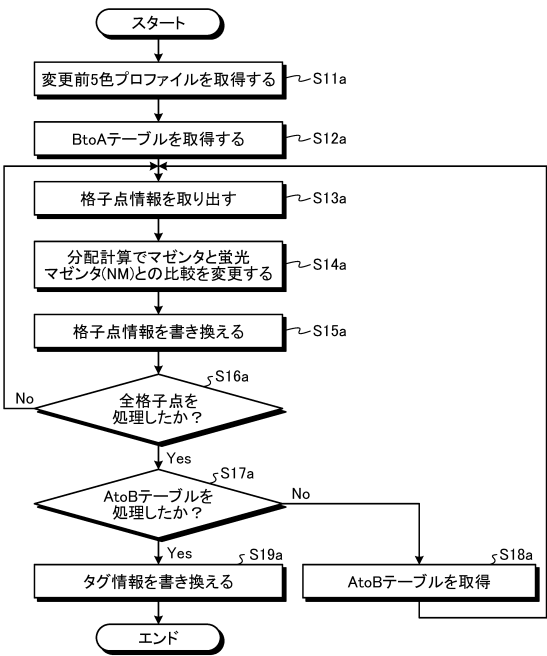 スタート
変更前5色プロファイルを取得する
S11a
BtoAテーブルを取得する
S12a
格子点情報を取り出す
S13a
分配計算でマゼンタと蛍光
マゼンタ(NM)との比較を変更する
S14a
格子点情報を書き換える
S15a
S16a
全格子点を
処理したか？
No
Yes
S17a
AtoBテーブルを
処理したか？
No
Yes
S19a
タグ情報を書き換える
S18a
AtoBテーブルを取得
エンド